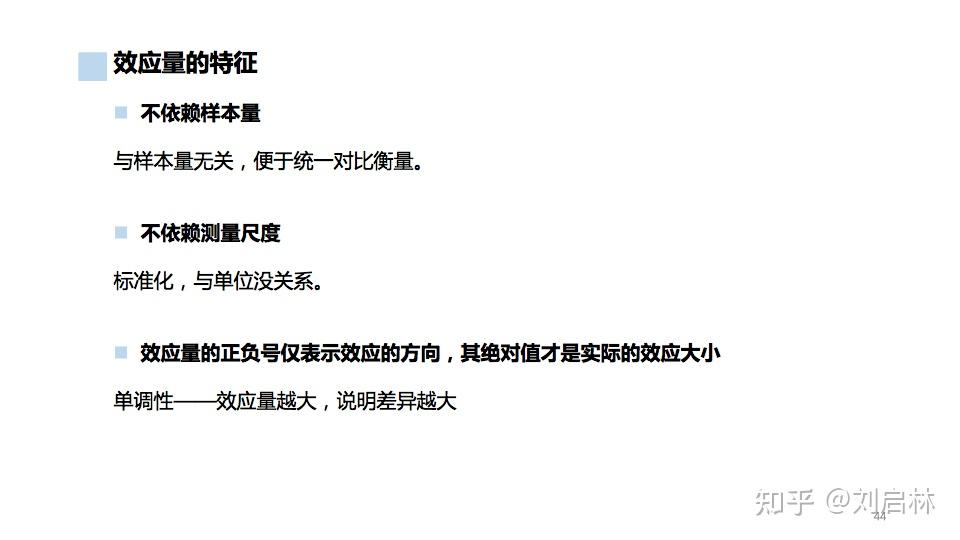 效应量的特征
不依赖样本量
与样本量无关，便于统一对比衡量。
不依赖测量尺度
标准化，与单位没关系。
效应量的正负号仅表示效应的方向，其绝对值才是实际的效应大小
单调性——效应量越大，说明差异越大
知乎 @刘启林
44